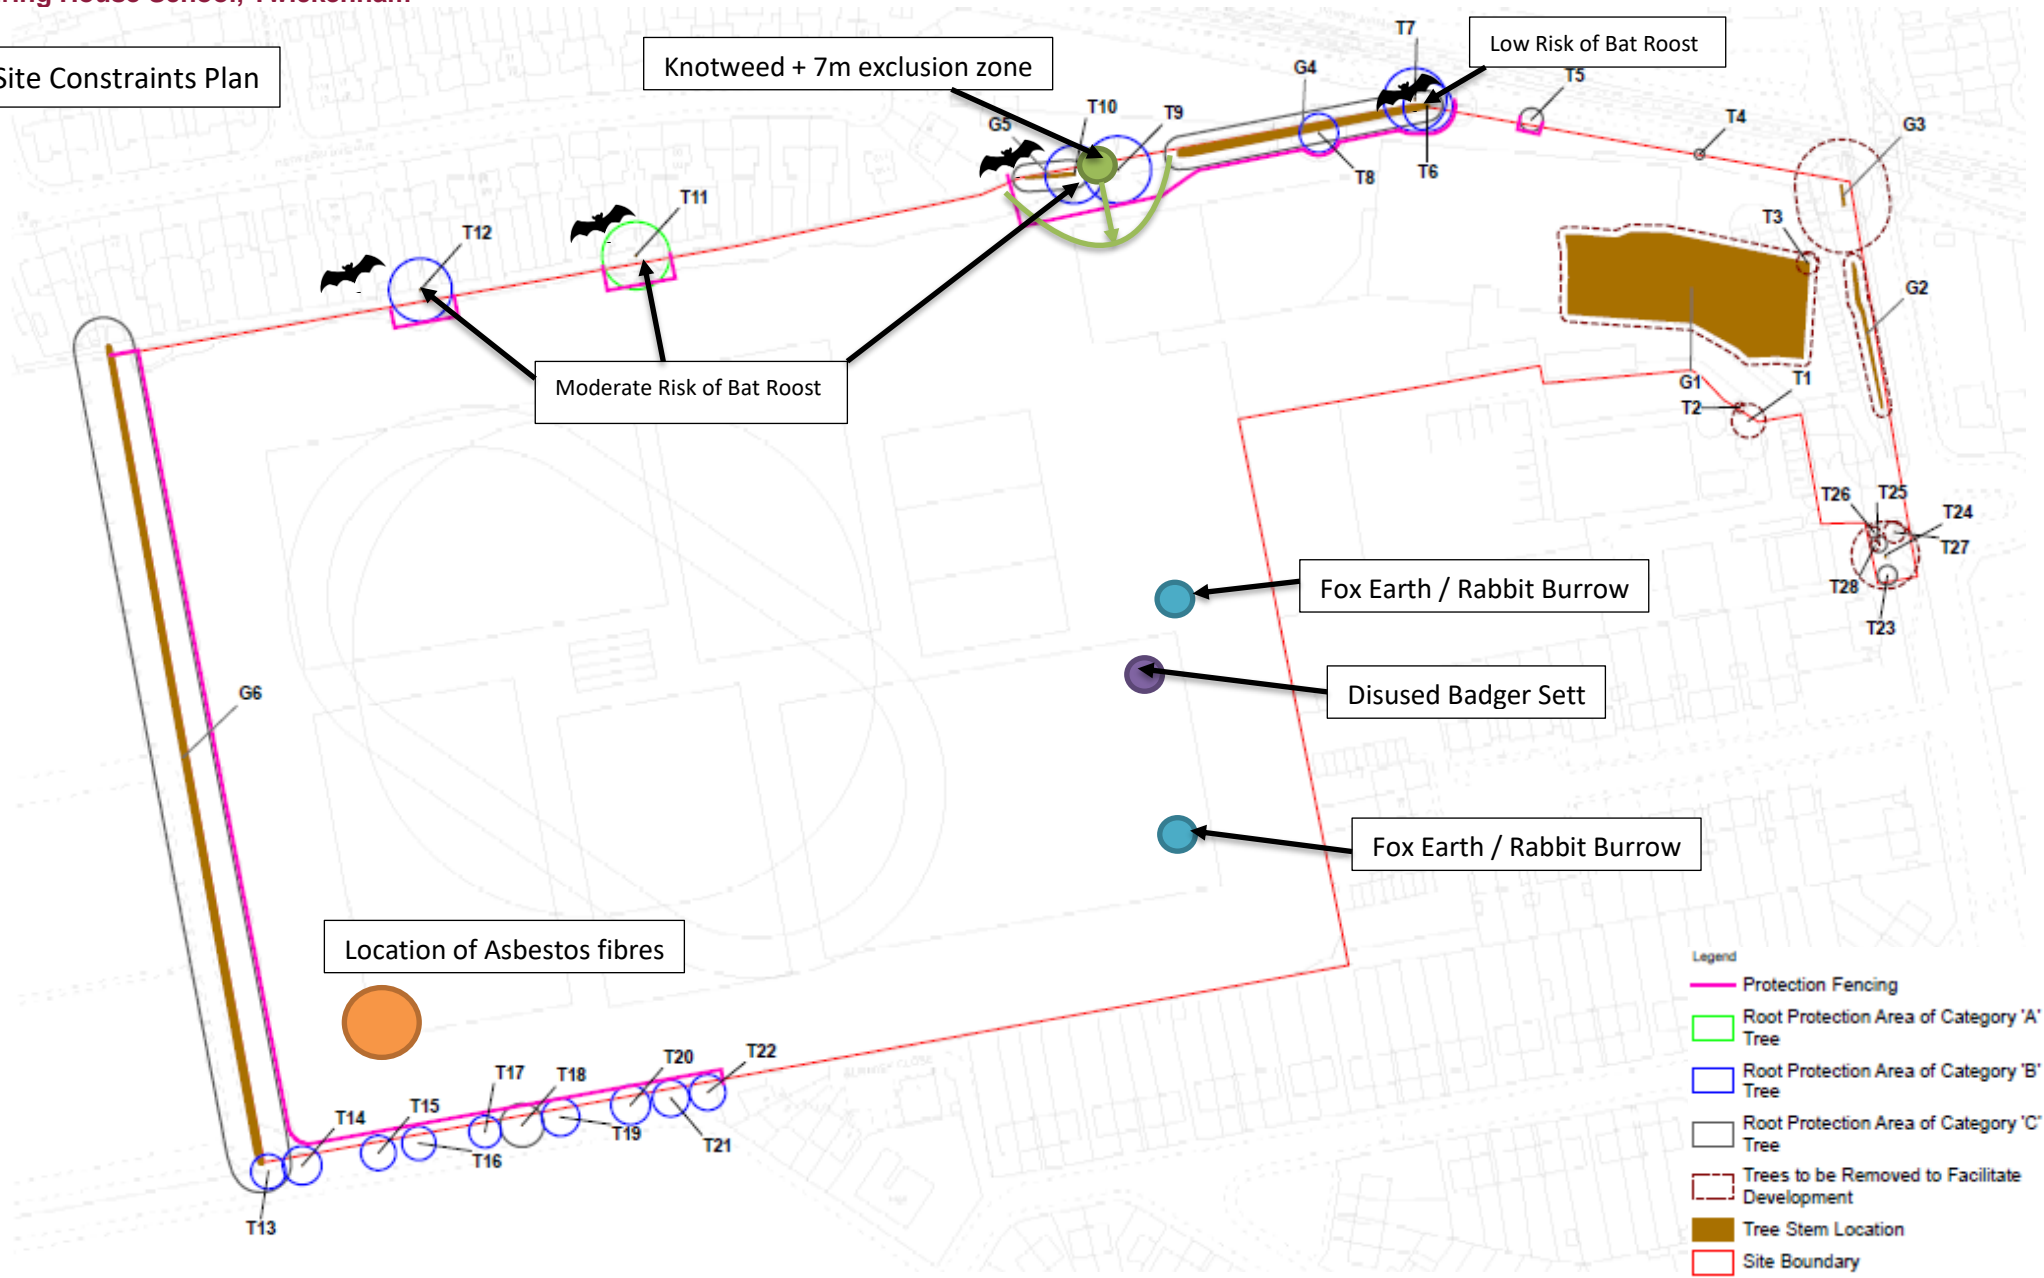 House School,
Site Constraints Plan
Knotweed + 7m exclusion zone
Low Risk of Bat Roost
T7
G4
T5
T10
T9
G5
T4
G3
T8
T6
T11
T12
T3
G2
Moderate Risk of Bat Roost
G1
T1
T2
T26
T25
T24
T27
T28
T23
Fox Earth / Rabbit Burrow
Disused Badger Sett
G6
Fox Earth / Rabbit Burrow
Location of Asbestos fibres
T22
T20
T17
T18
T15
T14
T19
T21
T16
T13
Legend
Protection Fencing
Root Protection Area of Category 'A'
Tree
Root Protection Area of Category 'B'
Tree
Root Protection Area of Category 'C'
Tree
Trees to be Removed to Facilitate
Development
Tree Stem Location
Site Boundary